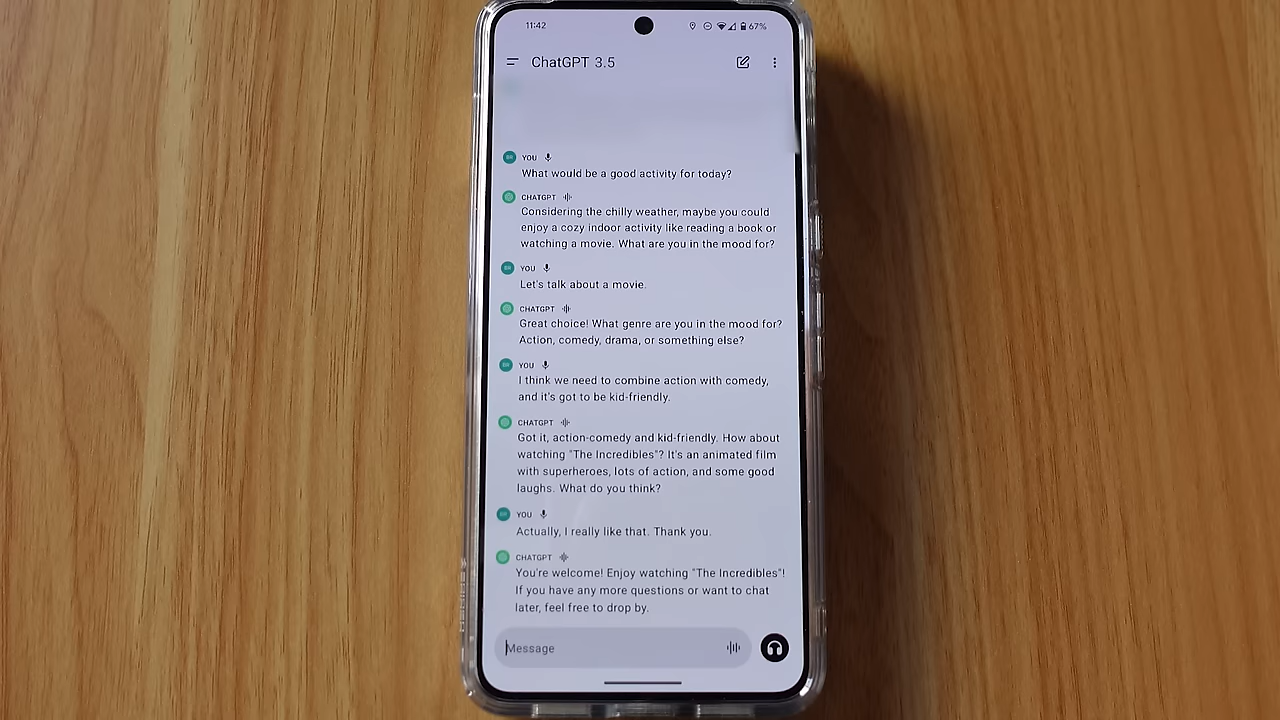 11:42
67%
ChatGPT 3.5
BR YOU
What would be a good activity for today?
CHATGPT
Considering the chilly weather, maybe you could
enjoy a cozy indoor activity like reading a book or
watching a movie. What are you in the mood for?
BR YOU
Let's talk about a movie.
CHATGPT
Great choice! What genre are you in the mood for?
Action, comedy, drama, or something else?
BR YOU
I think we need to combine action with comedy,
and it's got to be kid-friendly.
CHATGPT
Got it, action-comedy and kid-friendly. How about
watching "The Incredibles"? It's an animated film
with superheroes, lots of action, and some good
laughs. What do you think?
BR YOU
Actually, I really like that. Thank you.
CHATGPT
You're welcome! Enjoy watching "The Incredibles"!
If you have any more questions or want to chat
later, feel free to drop by.
Message